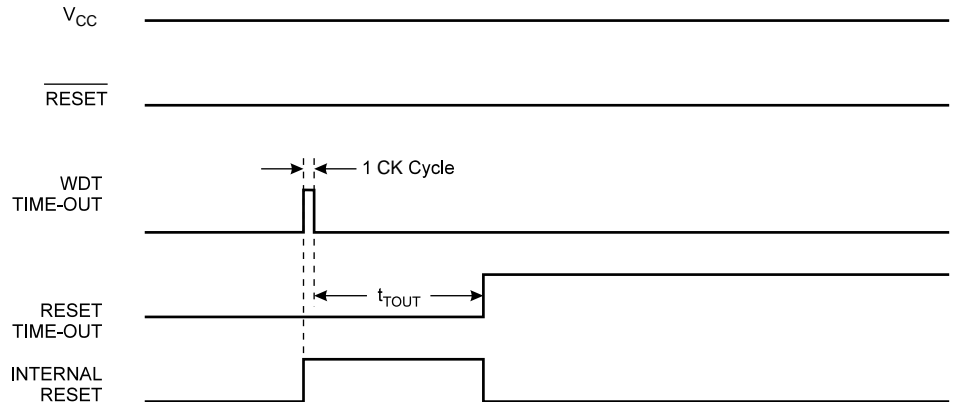 VCC
RESET
1 CK Cycle
WDT
TIME-OUT
tTOUT
RESET
TIME-OUT
INTERNAL
RESET